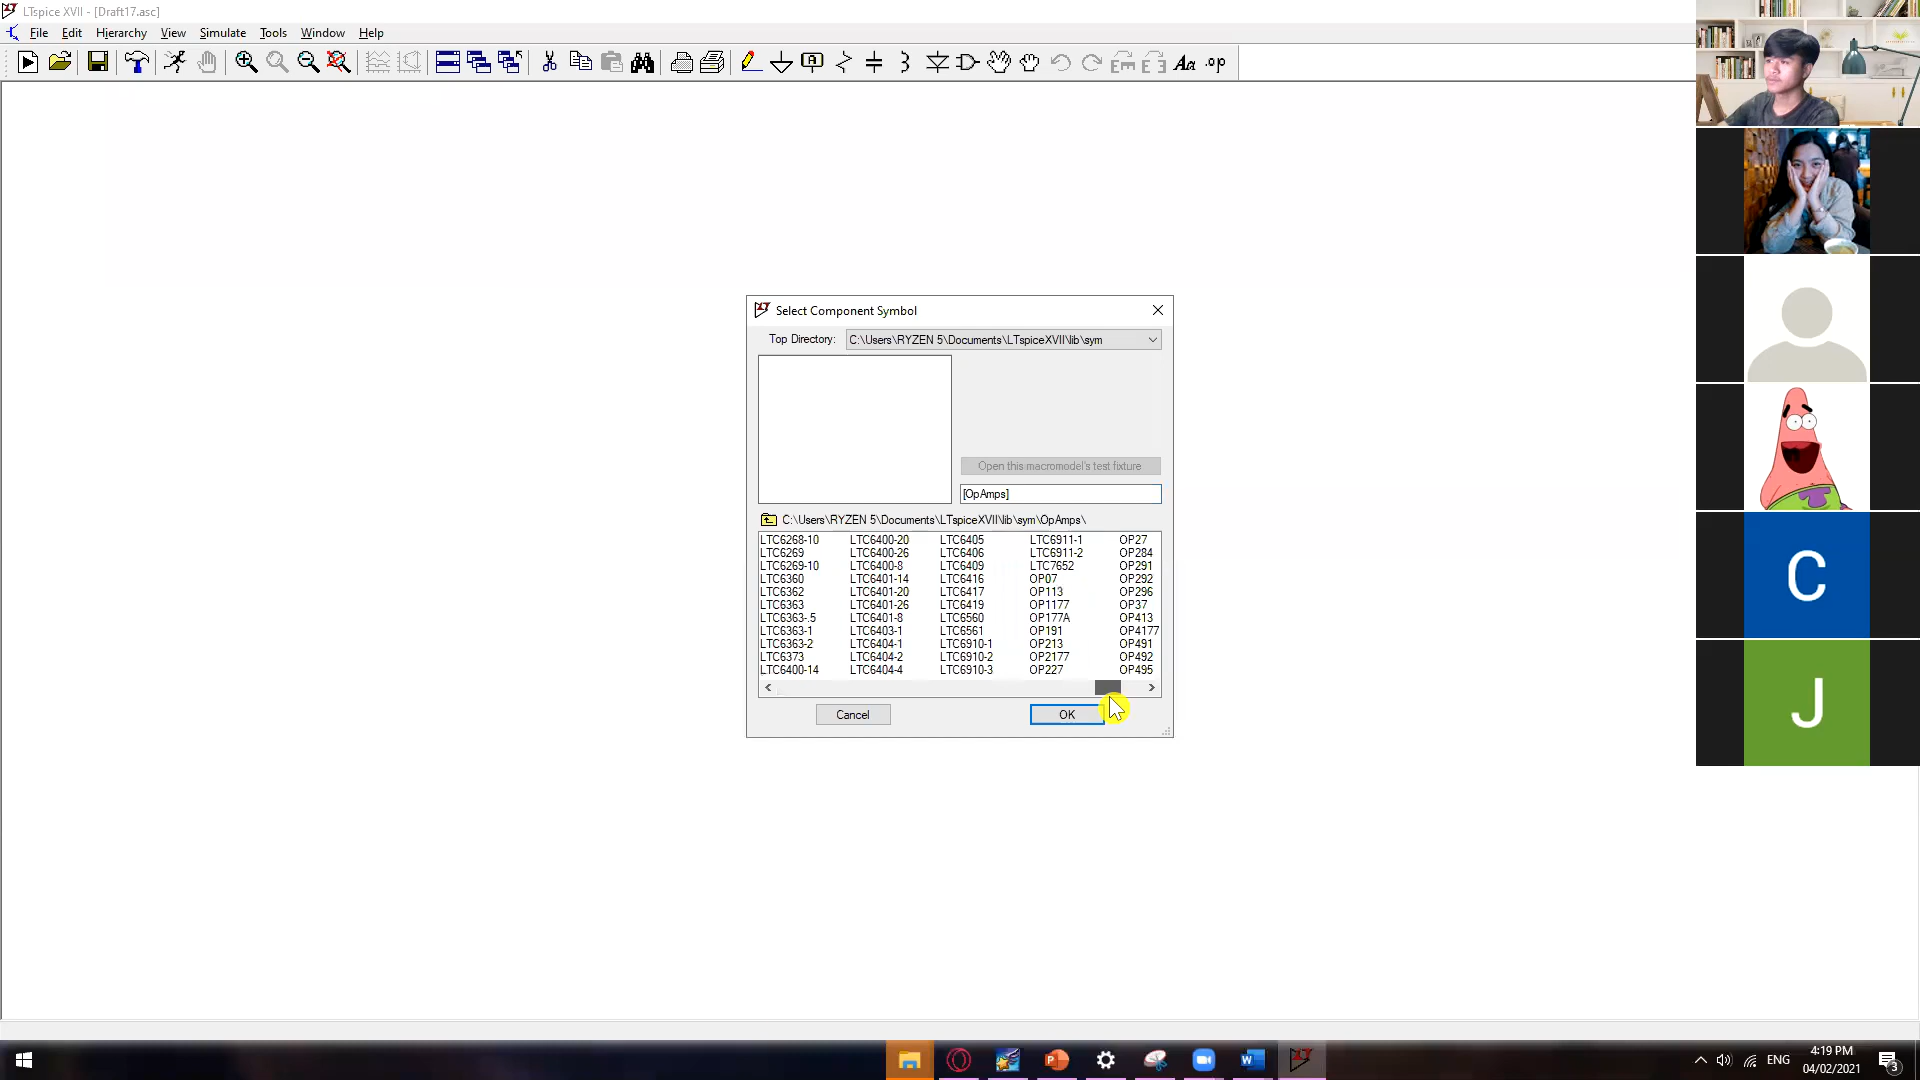 LTspice XVII - [Draft17.asc]
File Edit Hierarchy View Simulate Tools Window Help
Aa .op
Select Component Symbol
Top Directory: C:\Users\RYZEN 5\Documents\LTspiceXVII\lib\sym
Open this macromodel's test fixture
[OpAmps]
C:\Users\RYZEN 5\Documents\LTspiceXVII\lib\sym\OpAmps\
LTC6268-10 LTC6400-20 LTC6405 LTC6911-1 OP27
LTC6269 LTC6400-26 LTC6406 LTC6911-2 OP284
LTC6269-10 LTC6400-8 LTC6409 LTC7652 OP291
LTC6360 LTC6401-14 LTC6416 OP07 OP292
LTC6362 LTC6401-20 LTC6417 OP113 OP296
LTC6363 LTC6401-26 LTC6419 OP1177 OP37
LTC6363-.5 LTC6401-8 LTC6560 OP177A OP413
LTC6363-1 LTC6403-1 LTC6561 OP191 OP4177
LTC6363-2 LTC6404-1 LTC6910-1 OP213 OP491
LTC6373 LTC6404-2 LTC6910-2 OP2177 OP492
LTC6400-14 LTC6404-4 LTC6910-3 OP227 OP495
Cancel OK
C
J
ENG
4:19 PM
04/02/2021
3